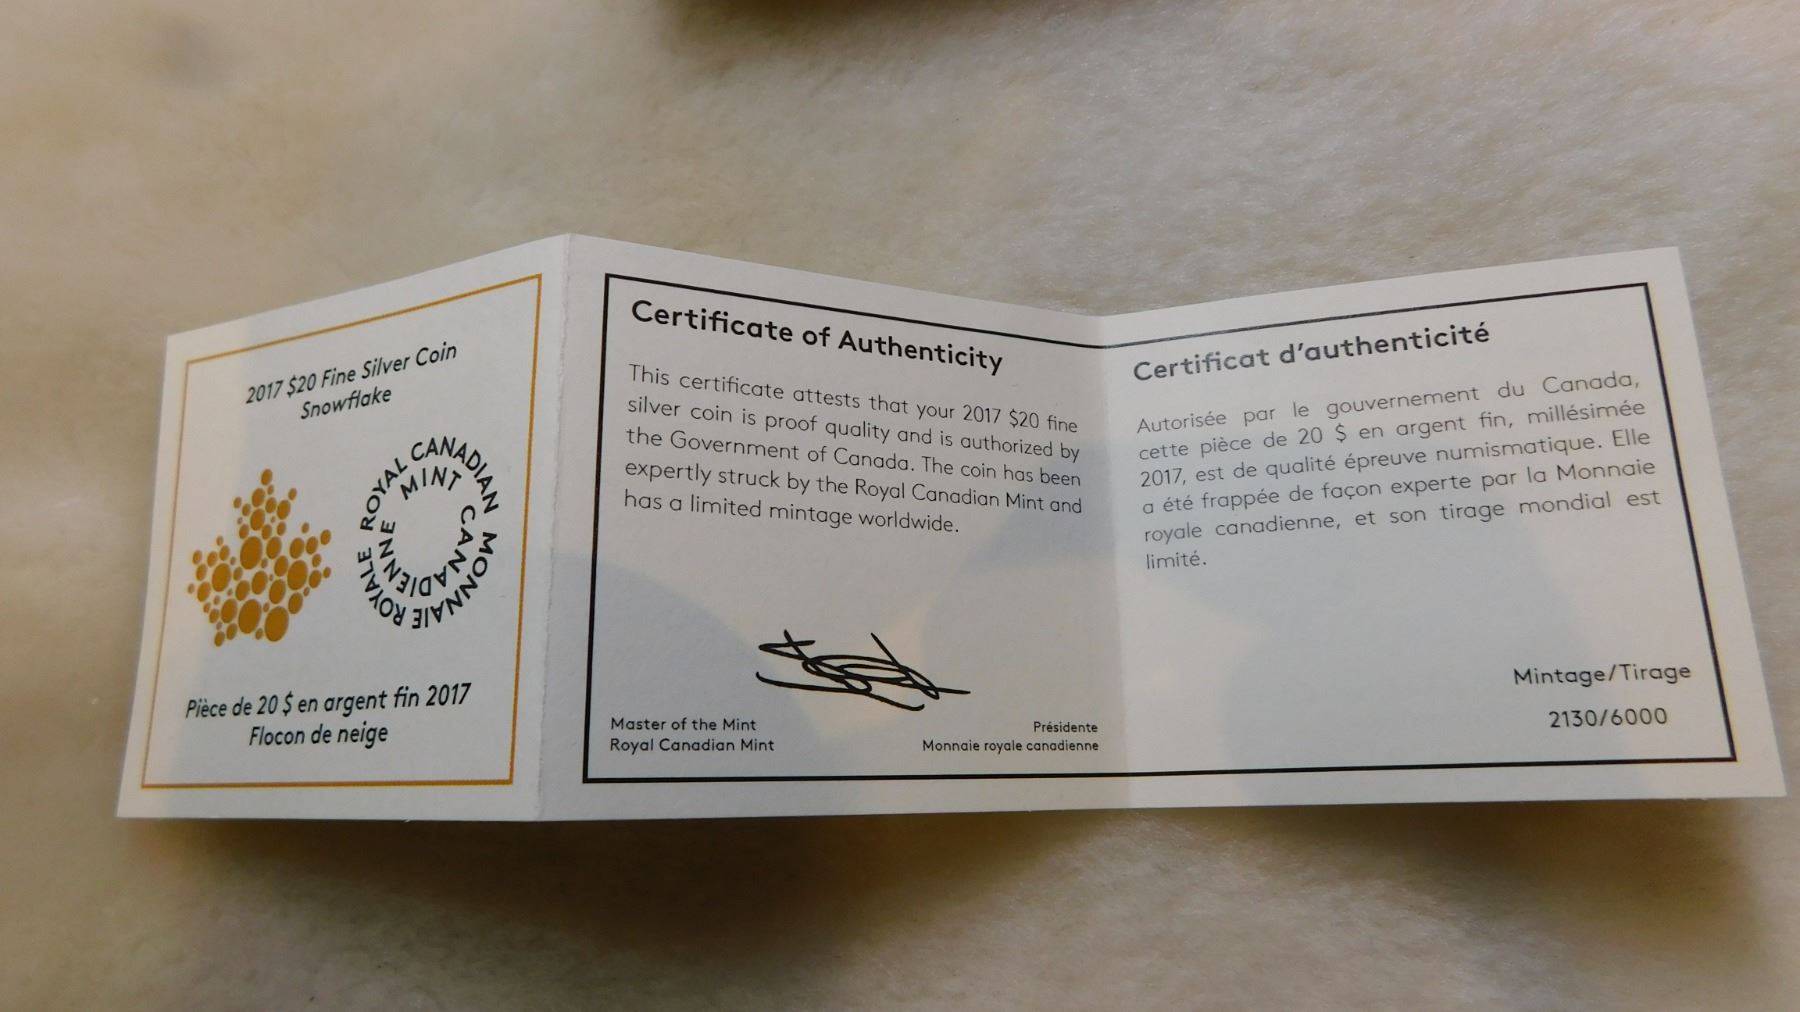 2017 $20 Fine Silver Coin
Snowflake
ROYAL CANADIAN MONNAIE ROYALE
MINT CANADIENNE
Pièce de 20 $ en argent fin 2017
Flocon de neige
Certificate of Authenticity
This certificate attests that your 2017 $20 fine
silver coin is proof quality and is authorized by
the Government of Canada. The coin has been
expertly struck by the Royal Canadian Mint and
has a limited mintage worldwide.
Master of the Mint
Royal Canadian Mint
Présidente
Monnaie royale canadienne
Certificat d’authenticité
Autorisée par le gouvernement du Canada,
cette pièce de 20 $ en argent fin, millésimée
2017, est de qualité épreuve numismatique. Elle
a été frappée de façon experte par la Monnaie
royale canadienne, et son tirage mondial est
limité.
Mintage/Tirage
2130/6000